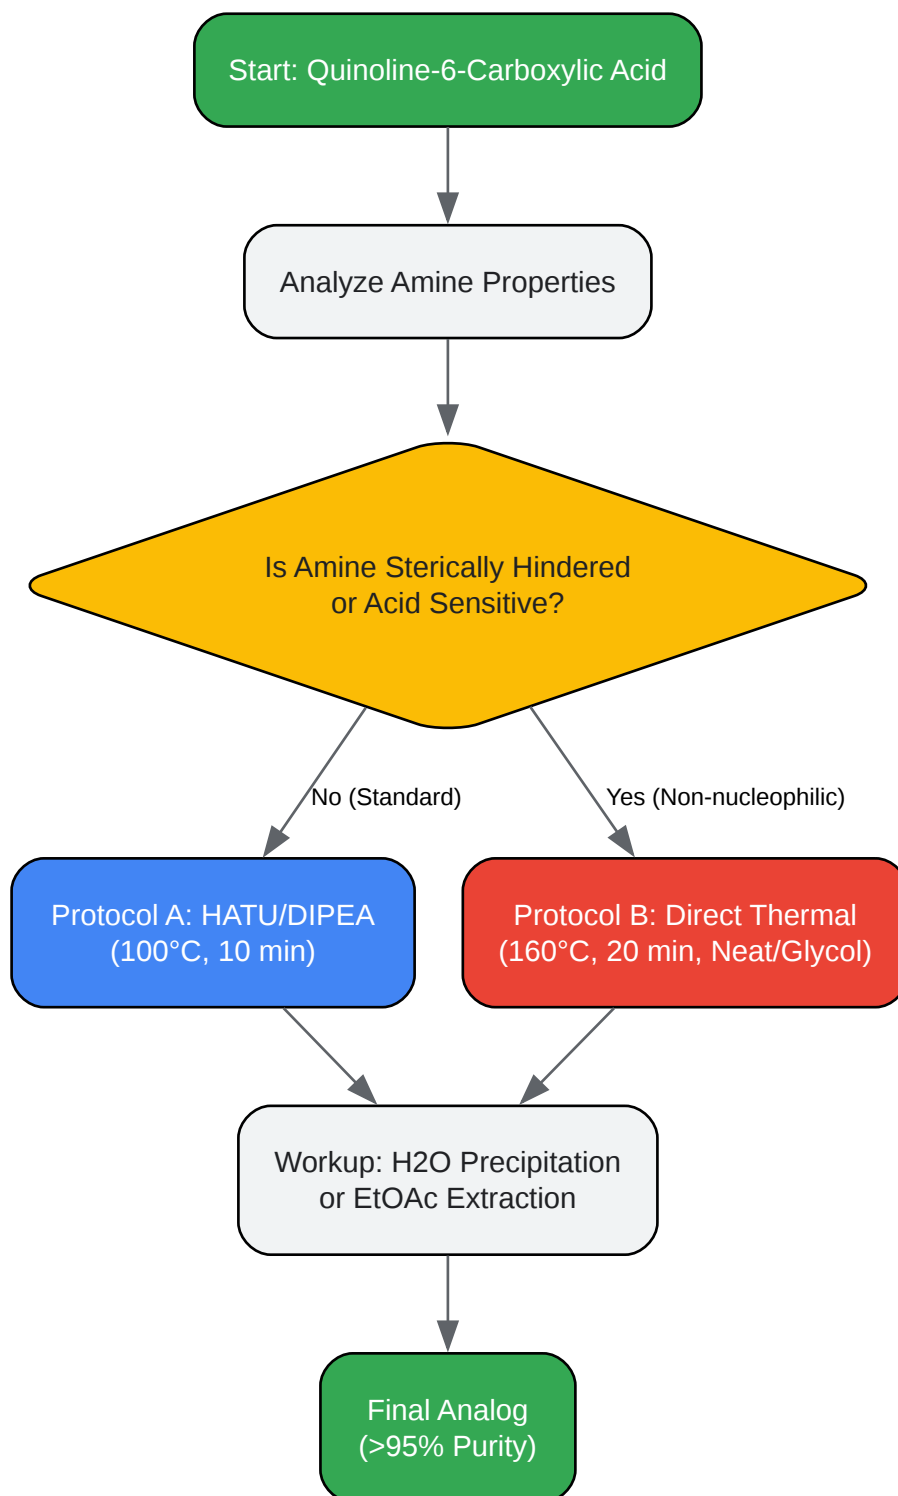 Start: Quinoline-6-Carboxylic Acid
Analyze Amine Properties
Is Amine Sterically Hindered
or Acid Sensitive?
No (Standard)
Yes (Non-nucleophilic)
Protocol A: HATU/DIPEA
(100°C, 10 min)
Protocol B: Direct Thermal
(160°C, 20 min, Neat/Glycol)
Workup: H2O Precipitation
or EtOAc Extraction
Final Analog
(>95% Purity)